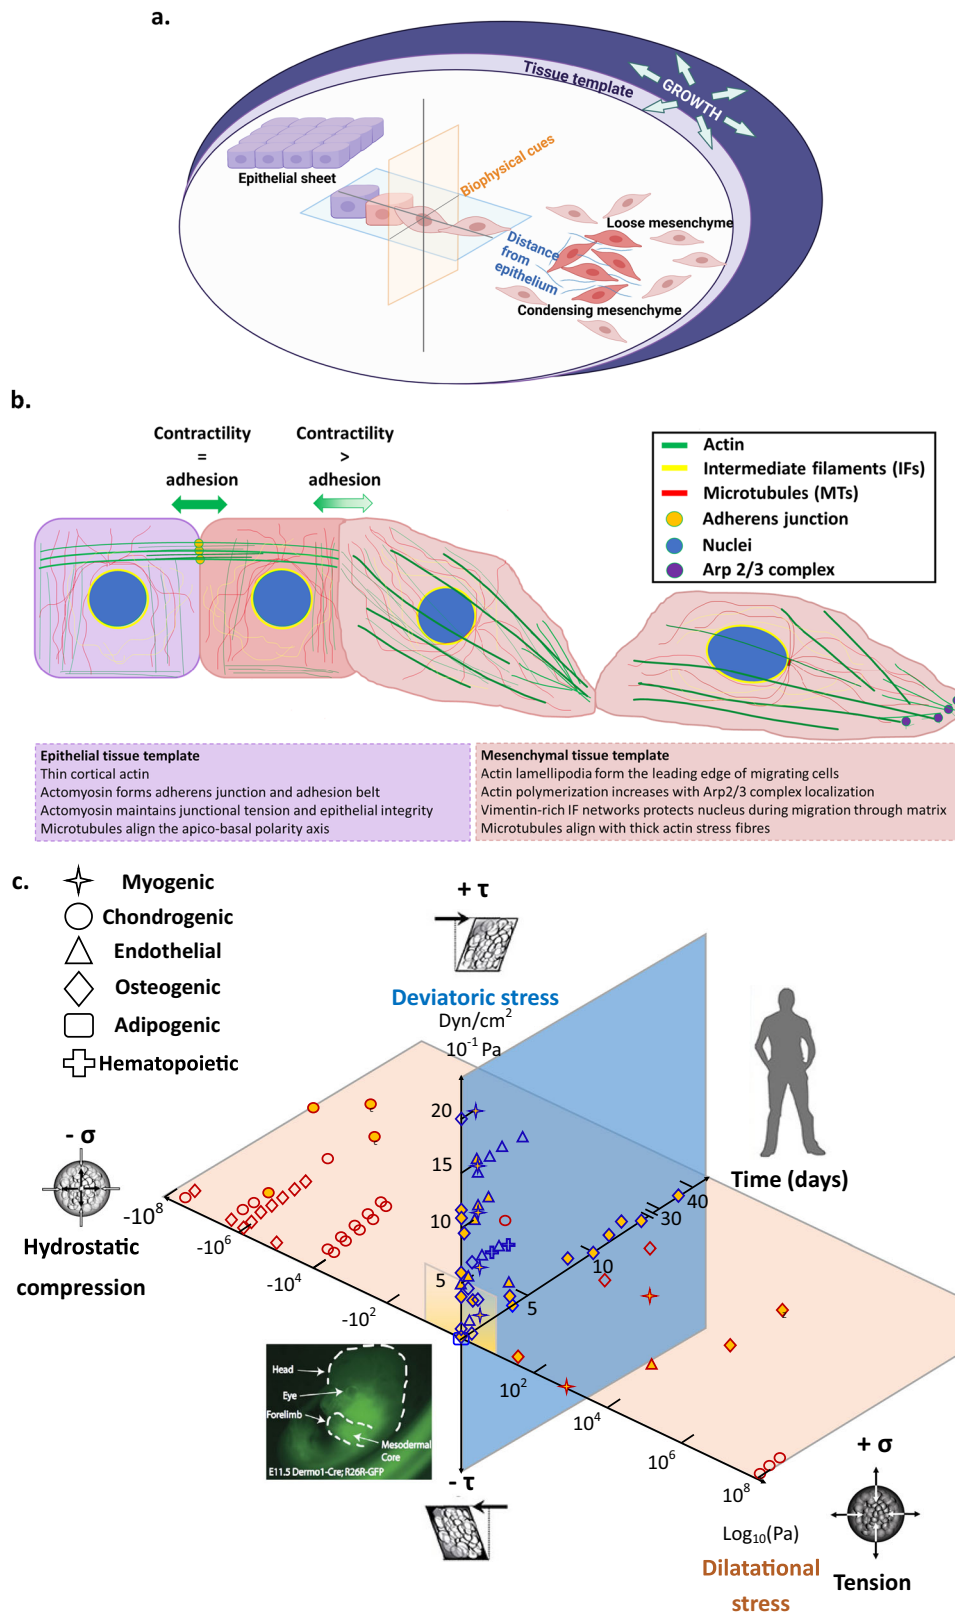 a.
Tissue template
GROWTH
Epithelial sheet
Biophysical cues
Loose mesenchyme
Distance
from
epithelium
Condensing mesenchyme
b.
Contractility
=
adhesion
Contractility
>
adhesion
Actin
Intermediate filaments (IFs)
Microtubules (MTs)
Adherens junction
Nuclei
Arp 2/3 complex
Epithelial tissue template
Thin cortical actin
Actomyosin forms adherens junction and adhesion belt
Actomyosin maintains junctional tension and epithelial integrity
Microtubules align the apico-basal polarity axis
Mesenchymal tissue template
Actin lamellipodia form the leading edge of migrating cells
Actin polymerization increases with Arp2/3 complex localization
Vimentin-rich IF networks protects nucleus during migration through matrix
Microtubules align with thick actin stress fibres
c.
Myogenic
Chondrogenic
Endothelial
Osteogenic
Adipogenic
Hematopoietic
+ τ
Deviatoric stress
Dyn/cm²
10⁻¹ Pa
20
15
10
5
- σ
Hydrostatic
compression
-10⁸
-10⁶
-10⁴
-10²
Time (days)
40
30
10
5
10²
10⁴
10⁶
10⁸
Head
Eye
Forelimb
Mesodermal
Core
E11.5 Dermo1-Cre; R26R-GFP
- τ
+ σ
Log₁₀(Pa)
Dilatational
stress
Tension